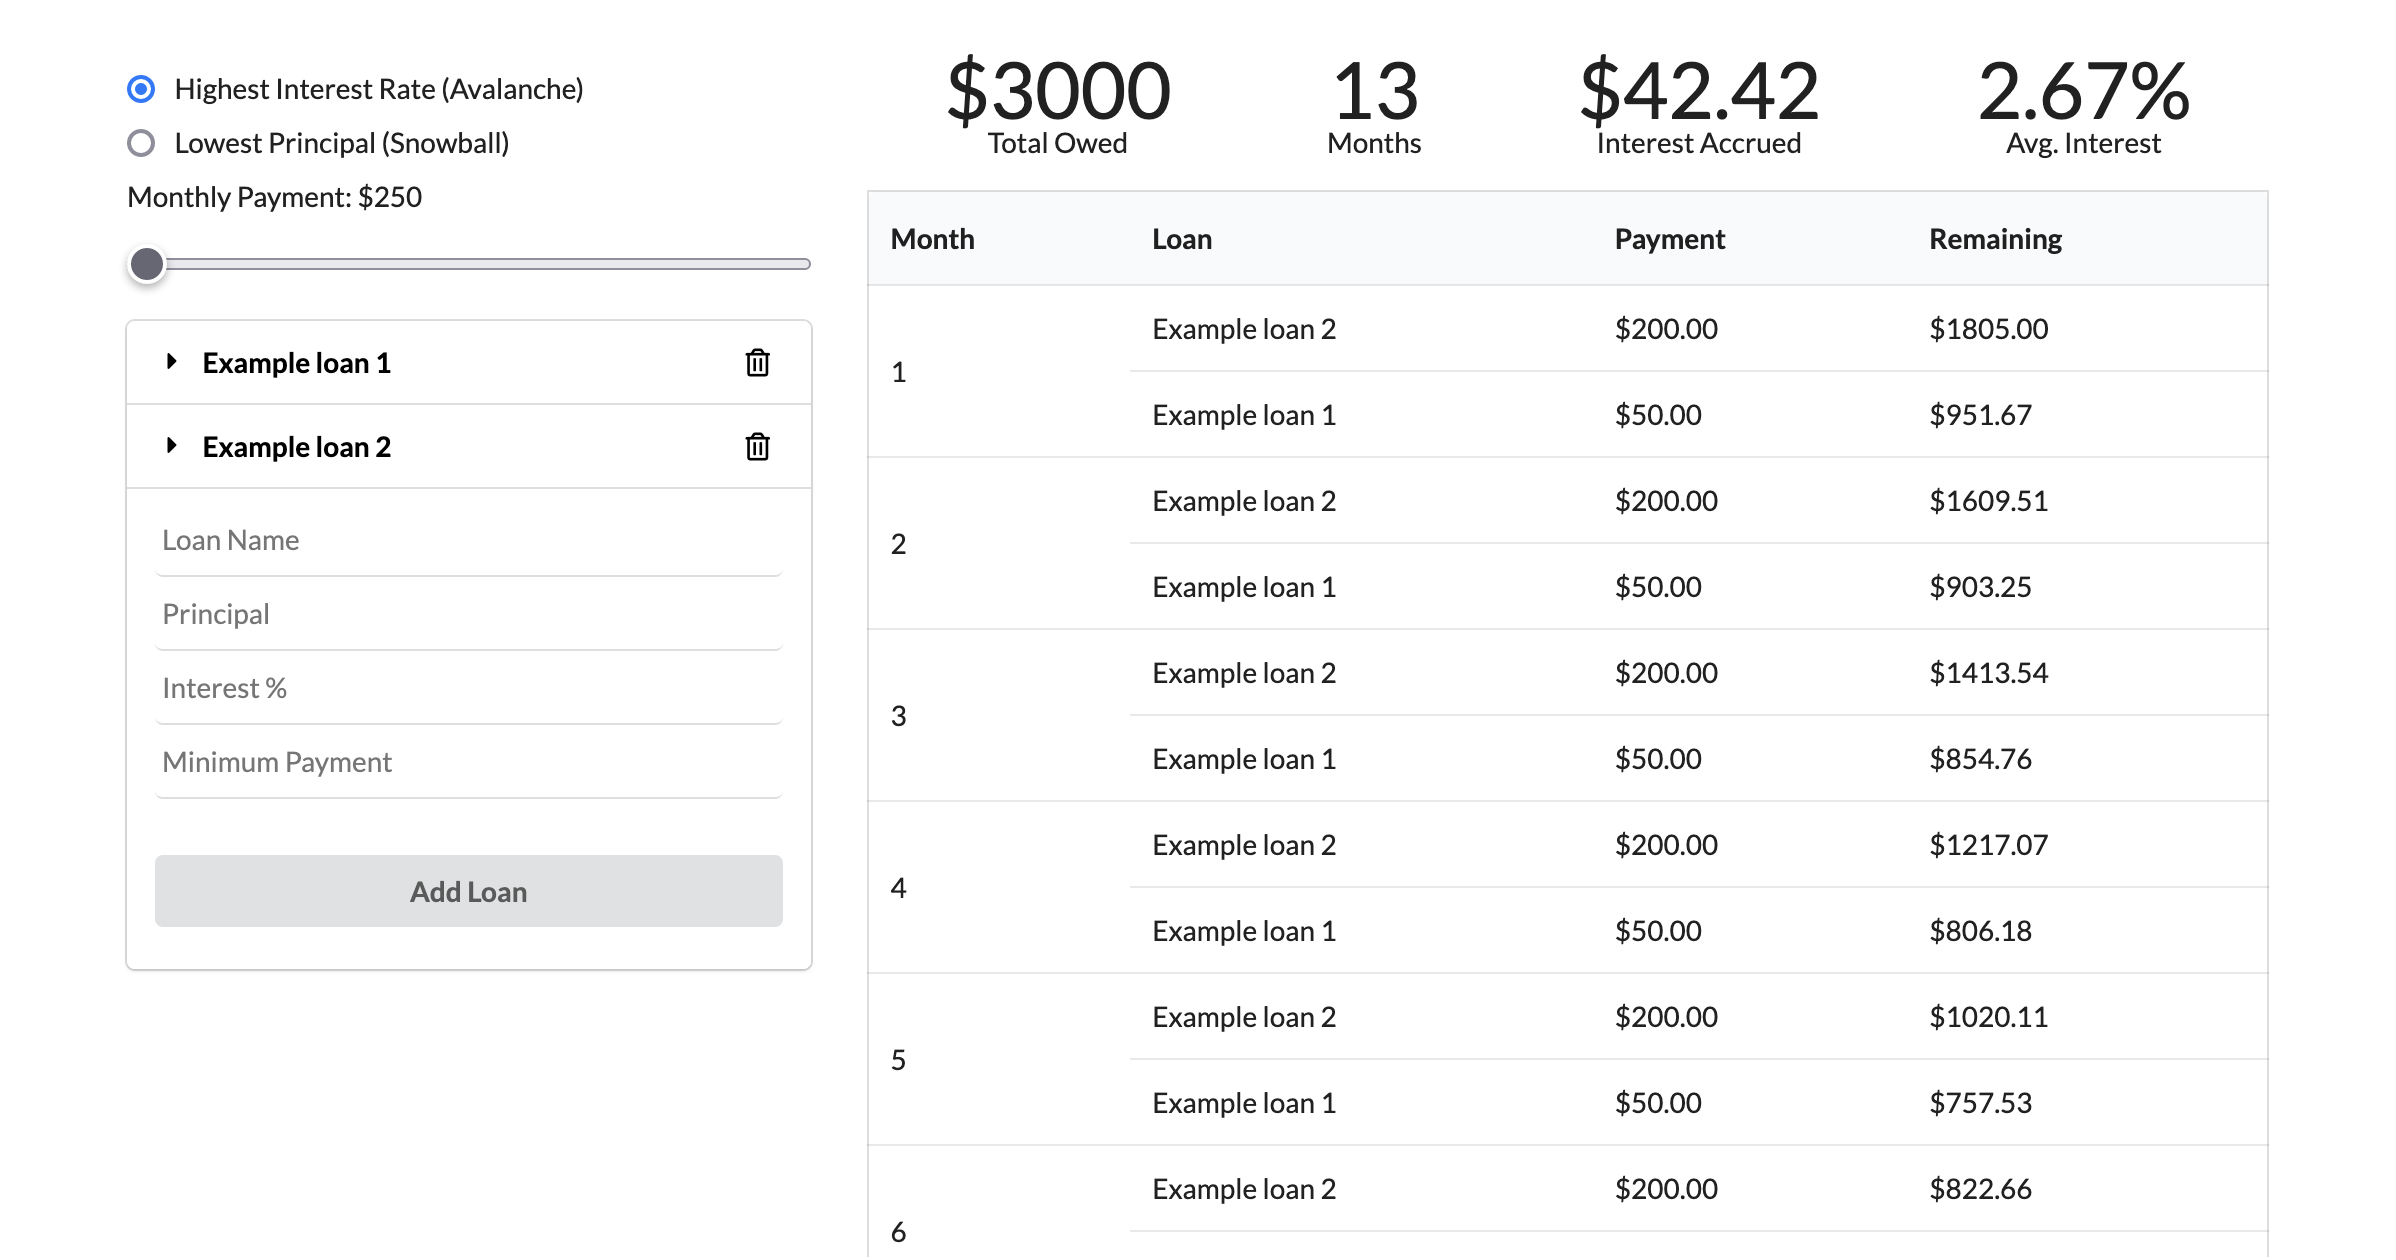 Highest Interest Rate (Avalanche)
Lowest Principal (Snowball)
Monthly Payment: $250
Example loan 1
Example loan 2
Loan Name
Principal
Interest %
Minimum Payment
Add Loan
$3000 13 $42.42 2.67%
Total Owed Months Interest Accrued Avg. Interest
Month Loan Payment Remaining
1
Example loan 2 $200.00 $1805.00
Example loan 1 $50.00 $951.67
2
Example loan 2 $200.00 $1609.51
Example loan 1 $50.00 $903.25
3
Example loan 2 $200.00 $1413.54
Example loan 1 $50.00 $854.76
4
Example loan 2 $200.00 $1217.07
Example loan 1 $50.00 $806.18
5
Example loan 2 $200.00 $1020.11
Example loan 1 $50.00 $757.53
6
Example loan 2 $200.00 $822.66